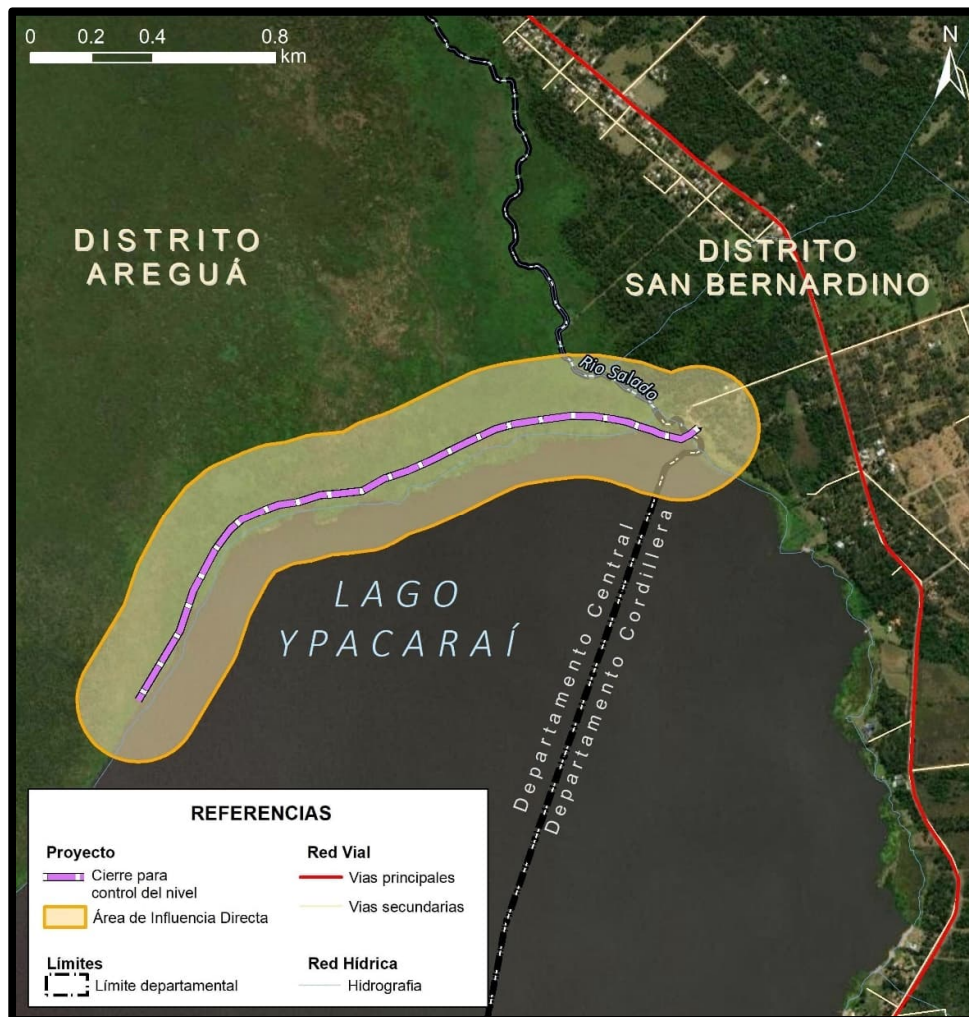 0 0.2 0.4 0.8
km
N
DISTRITO
AREGUÁ
DISTRITO
SAN BERNARDINO
Rio Salado
LAGO
YPACARAÍ
Departamento Central
Departamento Cordillera
REFERENCIAS
Proyecto
Cierre para
control del nivel
Área de Influencia Directa
Límites
Límite departamental
Red Vial
Vias principales
Vias secundarias
Red Hídrica
Hidrografia